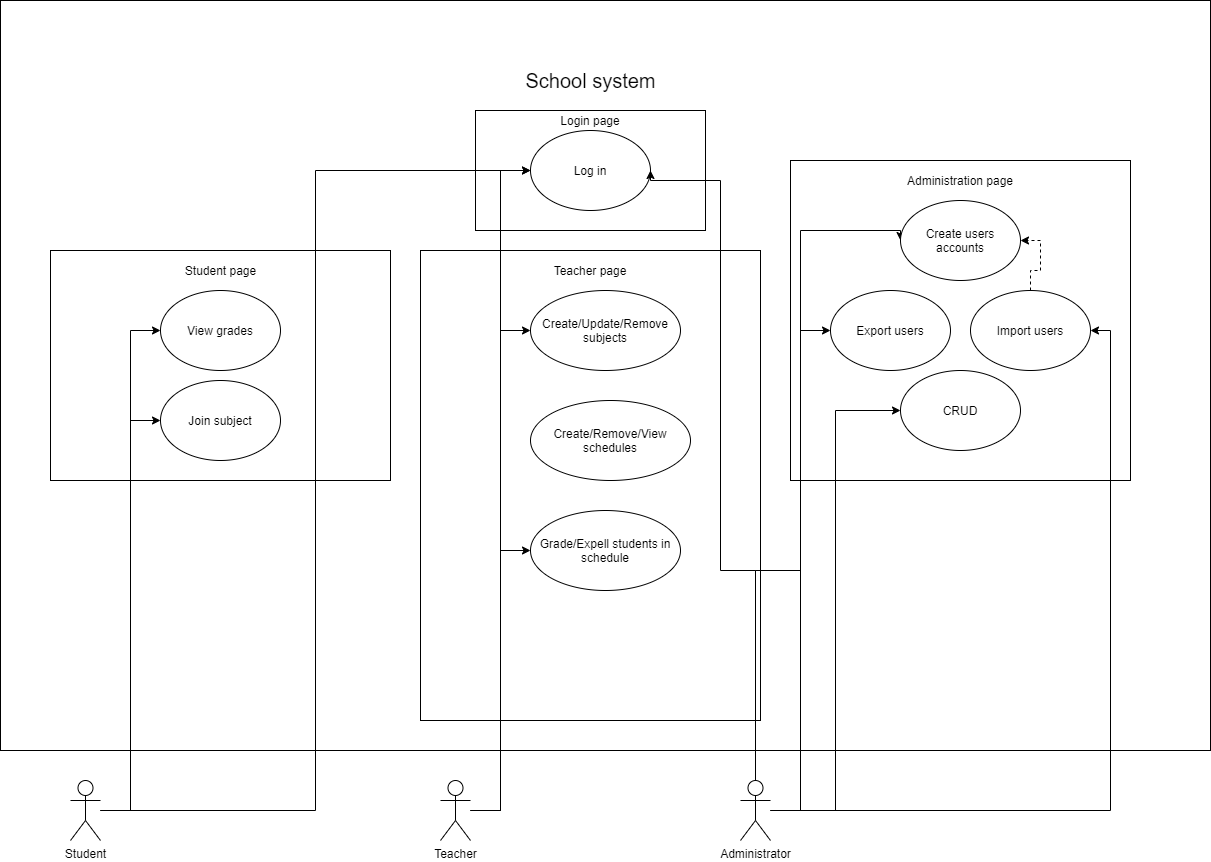 School system
Login page
Log in
Administration page
Create users
accounts
Export users
Import users
CRUD
Student page
View grades
Join subject
Teacher page
Create/Update/Remove
subjects
Create/Remove/View
schedules
Grade/Expell students in
schedule
Student
Teacher
Administrator